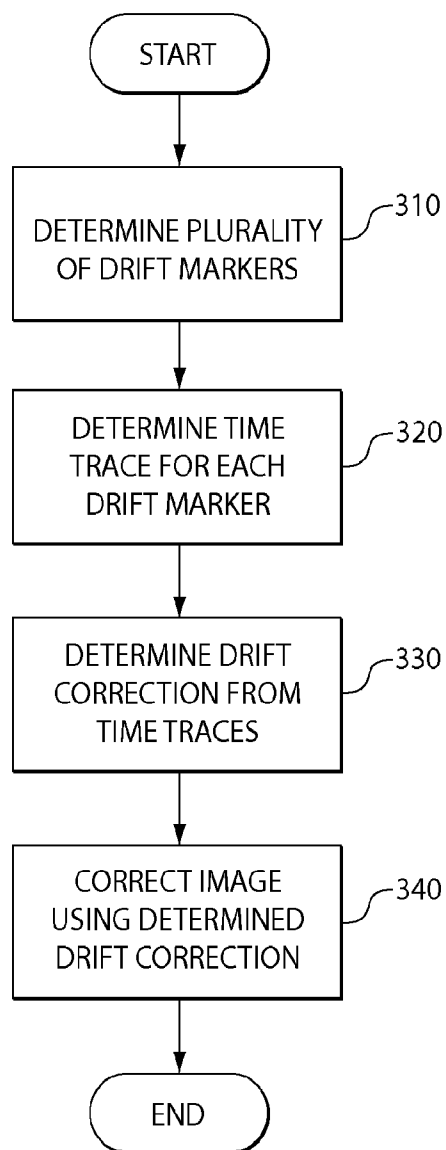 START
DETERMINE PLURALITY
OF DRIFT MARKERS
310
DETERMINE TIME
TRACE FOR EACH
DRIFT MARKER
320
DETERMINE DRIFT
CORRECTION FROM
TIME TRACES
330
CORRECT IMAGE
USING DETERMINED
DRIFT CORRECTION
340
END